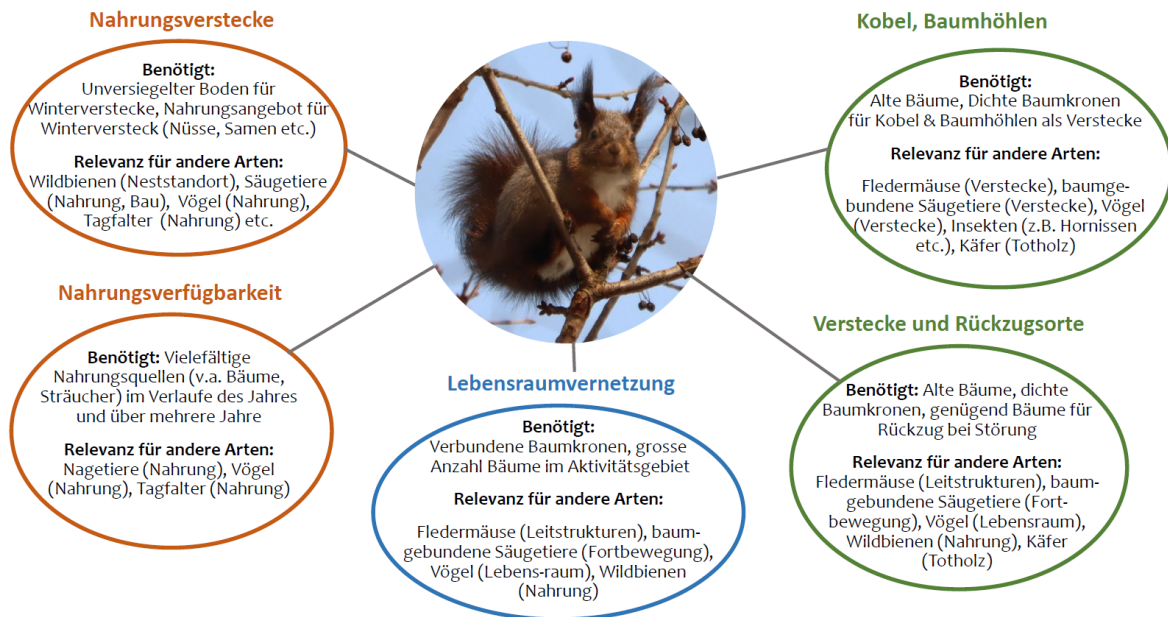 Nahrungsverstecke
Benötigt:
Unversiegelter Boden für
Winterverstecke, Nahrungsangebot für
Winterversteck (Nüsse, Samen etc.)
Relevanz für andere Arten:
Wildbienen (Neststandort), Säugetiere
(Nahrung, Bau), Vögel (Nahrung),
Tagfalter (Nahrung) etc.
Kobel, Baumhöhlen
Benötigt:
Alte Bäume, Dichte Baumkronen
für Kobel & Baumhöhlen als Verstecke
Relevanz für andere Arten:
Fledermäuse (Verstecke), baumge-
bundene Säugetiere (Verstecke), Vögel
(Verstecke), Insekten (z.B. Hornissen
etc.), Käfer (Totholz)
Nahrungsverfügbarkeit
Benötigt: Vielefältige
Nahrungsquellen (v.a. Bäume,
Sträucher) im Verlaufe des Jahres
und über mehrere Jahre
Relevanz für andere Arten:
Nagetiere (Nahrung), Vögel
(Nahrung), Tagfalter (Nahrung)
Lebensraumvernetzung
Benötigt:
Verbundene Baumkronen, grosse
Anzahl Bäume im Aktivitätsgebiet
Relevanz für andere Arten:
Fledermäuse (Leitstrukturen), baum-
gebundene Säugetiere (Fortbewegung),
Vögel (Lebens-raum), Wildbienen
(Nahrung)
Verstecke und Rückzugsorte
Benötigt: Alte Bäume, dichte
Baumkronen, genügend Bäume für
Rückzug bei Störung
Relevanz für andere Arten:
Fledermäuse (Leitstrukturen), baum-
gebundene Säugetiere (Fort-
bewegung), Vögel (Lebensraum),
Wildbienen (Nahrung), Käfer
(Totholz)